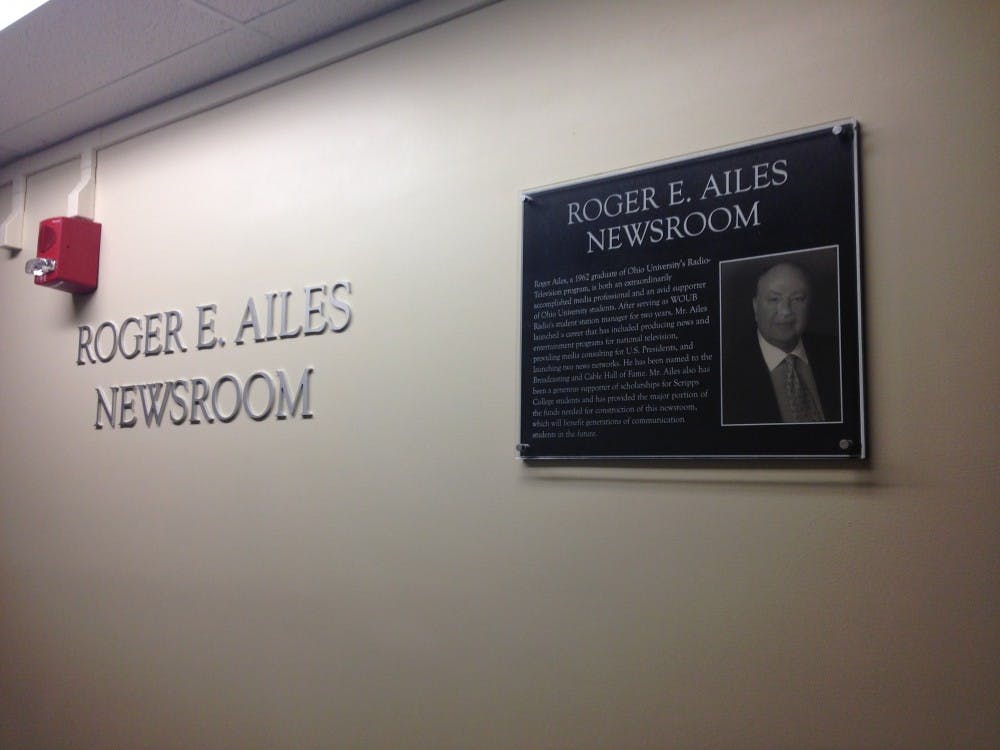 ROGER E. AILES
NEWSROOM
ROGER E. AILES
NEWSROOM
Roger Ailes, a 1962 graduate of Ohio University's Radio-
Television program, is both an extraordinarily
accomplished media professional and an avid supporter
of Ohio University students. After serving as WOUB
Radio's student station manager for two years, Mr. Ailes
launched a career that has included producing news and
entertainment programs for national television,
providing media consulting for U.S. Presidents, and
launching two news networks. He has been named to the
Broadcasting and Cable Hall of Fame. Mr. Ailes also has
been a generous supporter of scholarships for Scripps
College students and has provided the major portion of
the funds needed for construction of this newsroom,
which will benefit generations of communication
students in the future.